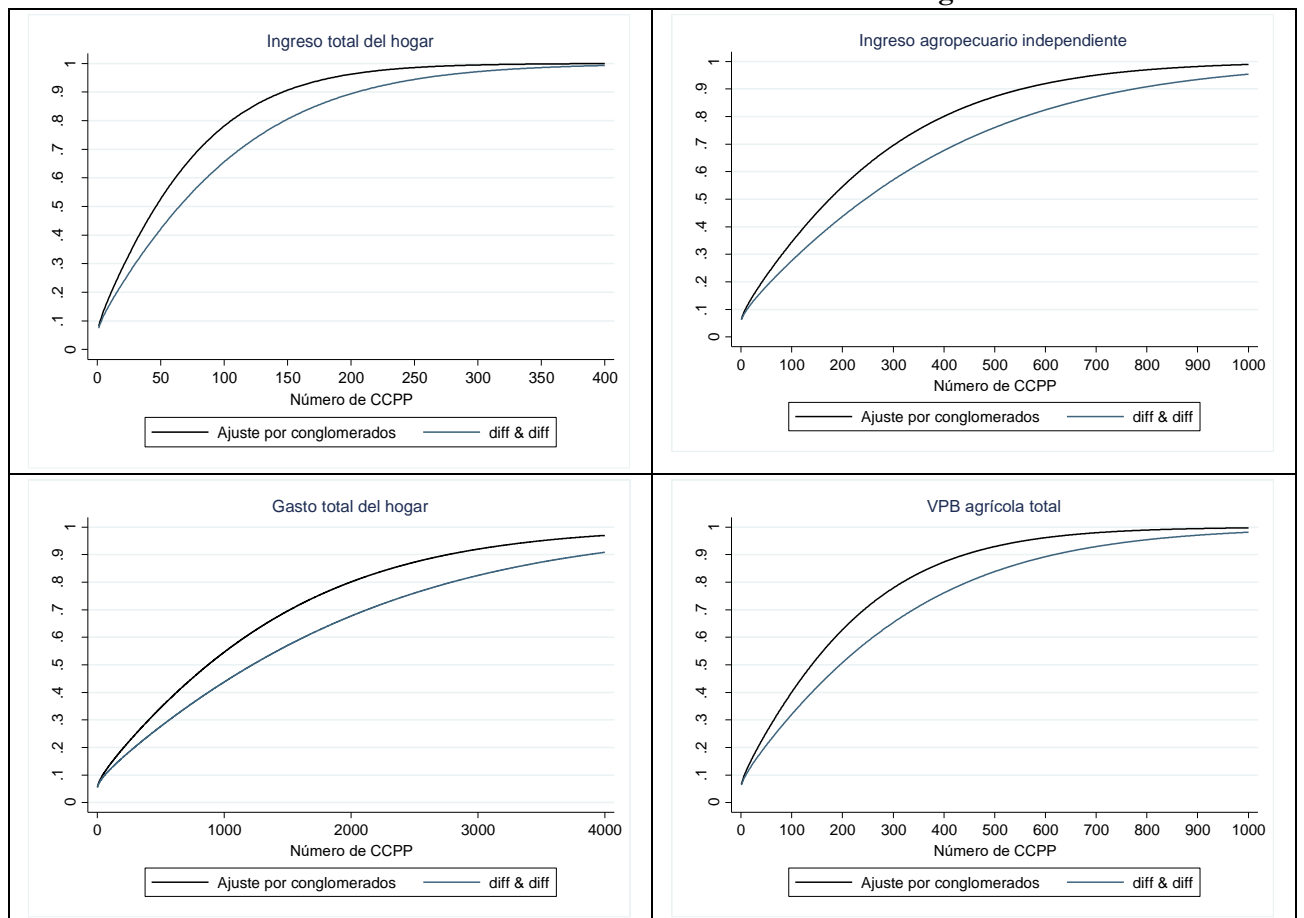 Ingreso total del hogar
1
.9
.8
.7
.6
.5
.4
.3
.2
.1
0
0 50 100 150 200 250 300 350 400
Número de CCPP
Ajuste por conglomerados diff & diff
Ingreso agropecuario independiente
1
.9
.8
.7
.6
.5
.4
.3
.2
.1
0
0 100 200 300 400 500 600 700 800 900 1000
Número de CCPP
Ajuste por conglomerados diff & diff
Gasto total del hogar
1
.9
.8
.7
.6
.5
.4
.3
.2
.1
0
0 1000 2000 3000 4000
Número de CCPP
Ajuste por conglomerados diff & diff
VPB agrícola total
1
.9
.8
.7
.6
.5
.4
.3
.2
.1
0
0 100 200 300 400 500 600 700 800 900 1000
Número de CCPP
Ajuste por conglomerados diff & diff